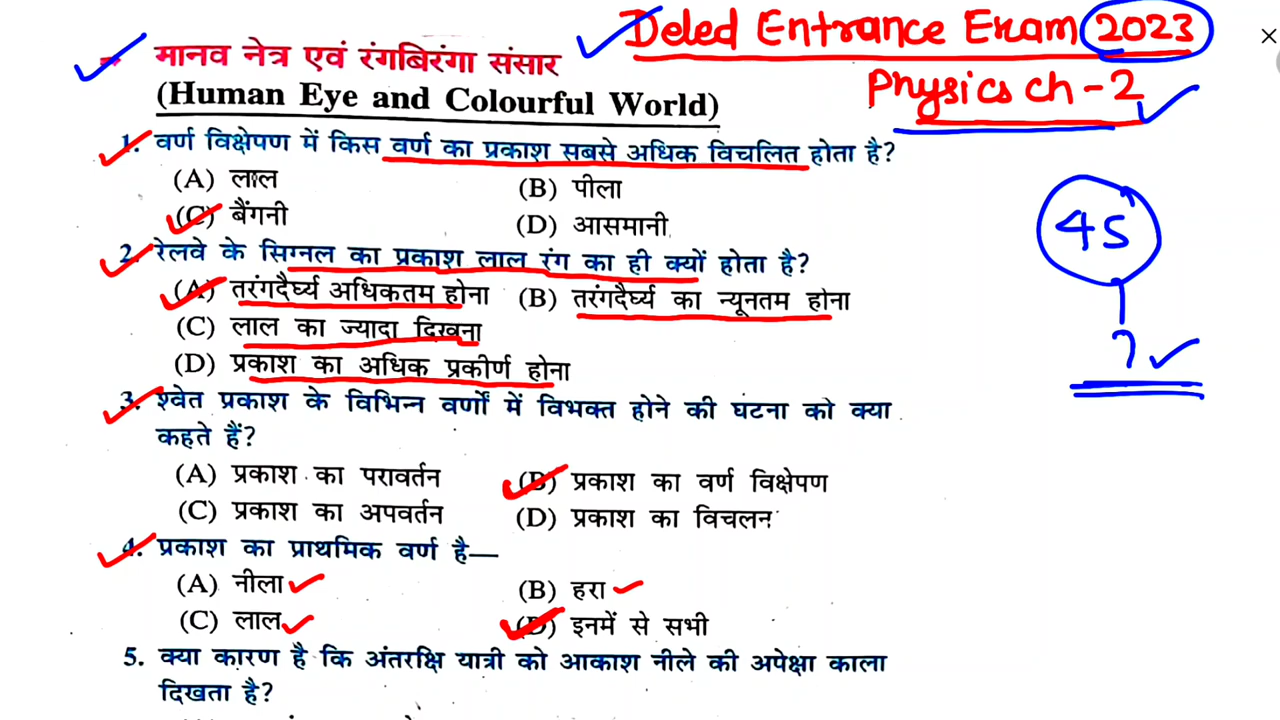 Deled Entrance Exam 2023
Physics ch-2
मानव नेत्र एवं रंगबिरंगा संसार
(Human Eye and Colourful World)
1. वर्ण विक्षेपण में किस वर्ण का प्रकाश सबसे अधिक विचलित होता है?
(A) लाल (B) पीला
(C) बैंगनी (D) आसमानी
2. रेलवे के सिग्नल का प्रकाश लाल रंग का ही क्यों होता है?
(A) तरंगदैर्घ्य अधिकतम होना (B) तरंगदैर्घ्य का न्यूनतम होना
(C) लाल का ज्यादा दिखना
(D) प्रकाश का अधिक प्रकीर्ण होना
3. श्वेत प्रकाश के विभिन्न वर्णों में विभक्त होने की घटना को क्या
कहते हैं?
(A) प्रकाश का परावर्तन (B) प्रकाश का वर्ण विक्षेपण
(C) प्रकाश का अपवर्तन (D) प्रकाश का विचलन
4. प्रकाश का प्राथमिक वर्ण है—
(A) नीला (B) हरा
(C) लाल (D) इनमें से सभी
5. क्या कारण है कि अंतरक्षि यात्री को आकाश नीले की अपेक्षा काला
दिखता है?
45
?